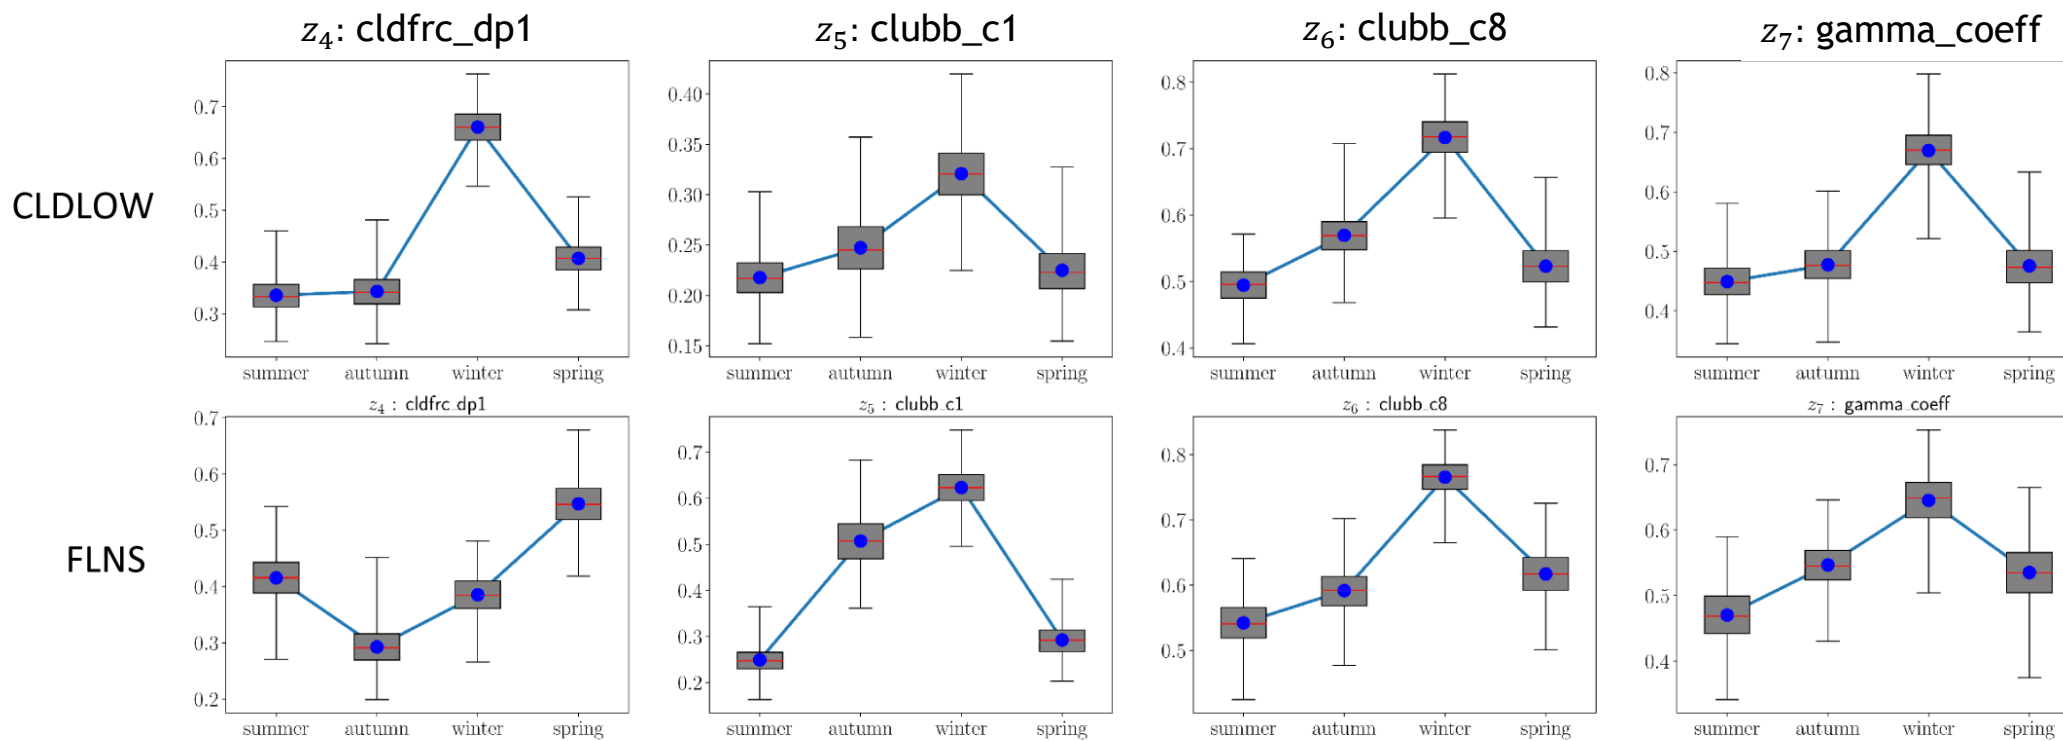 z₄: cldfrc_dp1
z₅: clubb_c1
z₆: clubb_c8
z₇: gamma_coeff
CLDLOW
0.7
0.6
0.5
0.4
0.3
summer autumn winter spring
0.40
0.35
0.30
0.25
0.20
0.15
summer autumn winter spring
0.8
0.7
0.6
0.5
0.4
summer autumn winter spring
0.8
0.7
0.6
0.5
0.4
summer autumn winter spring
FLNS
z₄ : cldfrc_dp1
0.7
0.6
0.5
0.4
0.3
0.2
summer autumn winter spring
z₅ : clubb_c1
0.7
0.6
0.5
0.4
0.3
0.2
summer autumn winter spring
z₆ : clubb_c8
0.8
0.7
0.6
0.5
summer autumn winter spring
z₇ : gamma_coeff
0.7
0.6
0.5
0.4
summer autumn winter spring